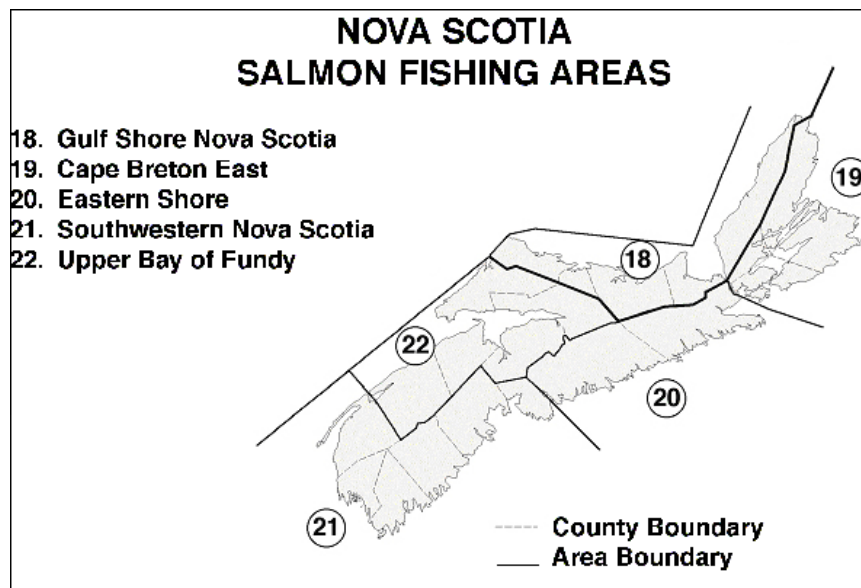 NOVA SCOTIA
SALMON FISHING AREAS
18. Gulf Shore Nova Scotia
19. Cape Breton East
20. Eastern Shore
21. Southwestern Nova Scotia
22. Upper Bay of Fundy
19
18
22
20
21
County Boundary
Area Boundary